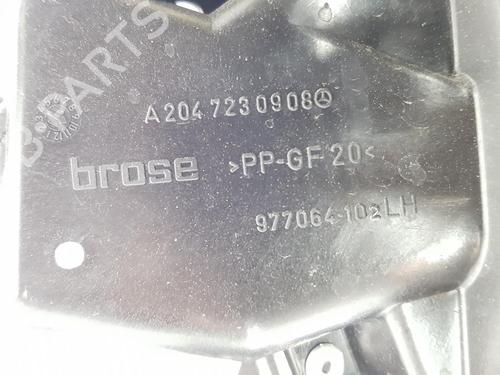 A 204 723 09 08
brose >PP-GF 20<
977064-102 LH
B-PARTS